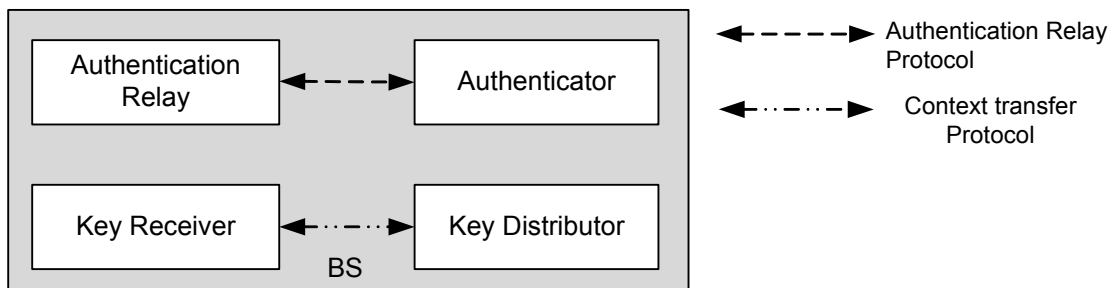 Authentication
Relay
Authenticator
Key Receiver
Key Distributor
BS
Authentication Relay
Protocol
Context transfer
Protocol